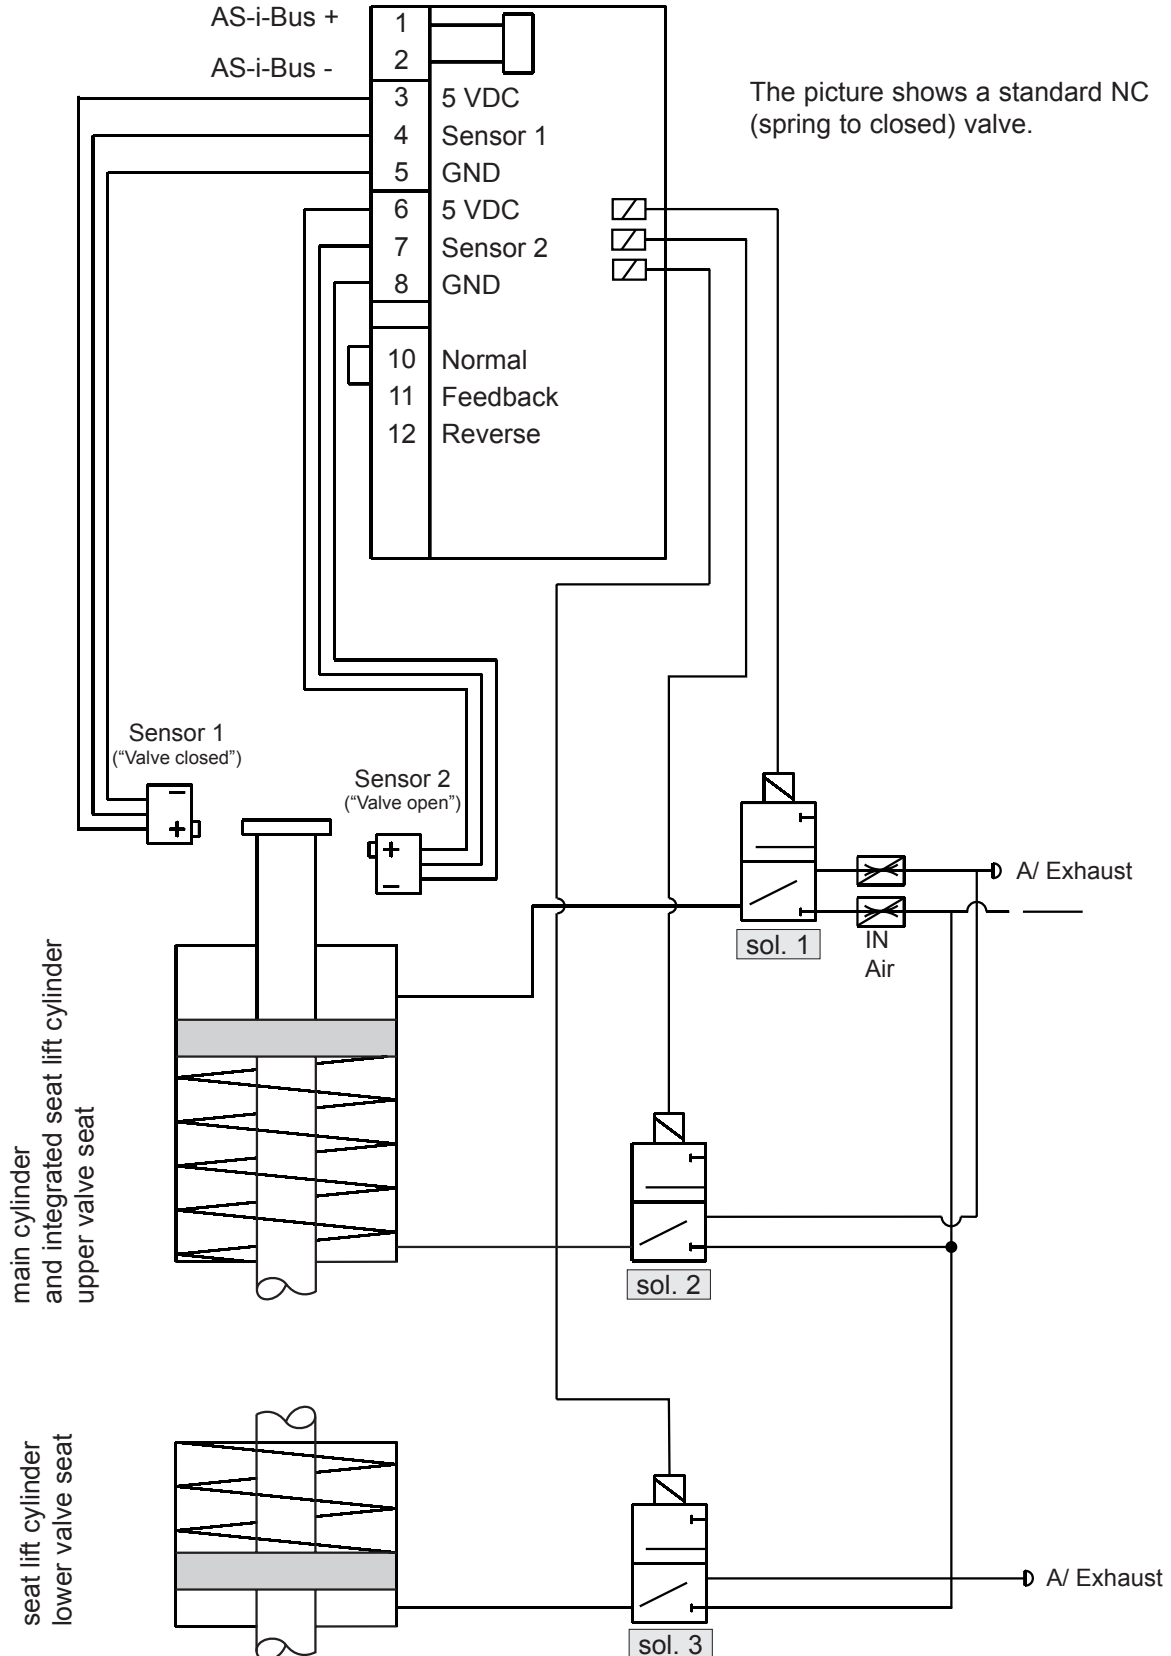 AS-i-Bus +
AS-i-Bus -
1
2
3 5 VDC
4 Sensor 1
5 GND
6 5 VDC
7 Sensor 2
8 GND
10 Normal
11 Feedback
12 Reverse
The picture shows a standard NC
(spring to closed) valve.
Sensor 1
(“Valve closed”)
Sensor 2
(“Valve open”)
–
+
+
–
A/ Exhaust
sol. 1
IN
Air
main cylinder
and integrated seat lift cylinder
upper valve seat
sol. 2
seat lift cylinder
lower valve seat
A/ Exhaust
sol. 3